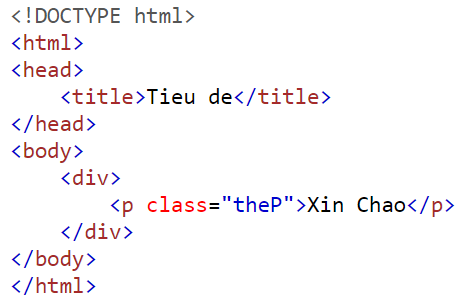 <!DOCTYPE html>
<html>
<head>
    <title>Tieu de</title>
</head>
<body>
    <div>
        <p class="theP">Xin Chao</p>
    </div>
</body>
</html>